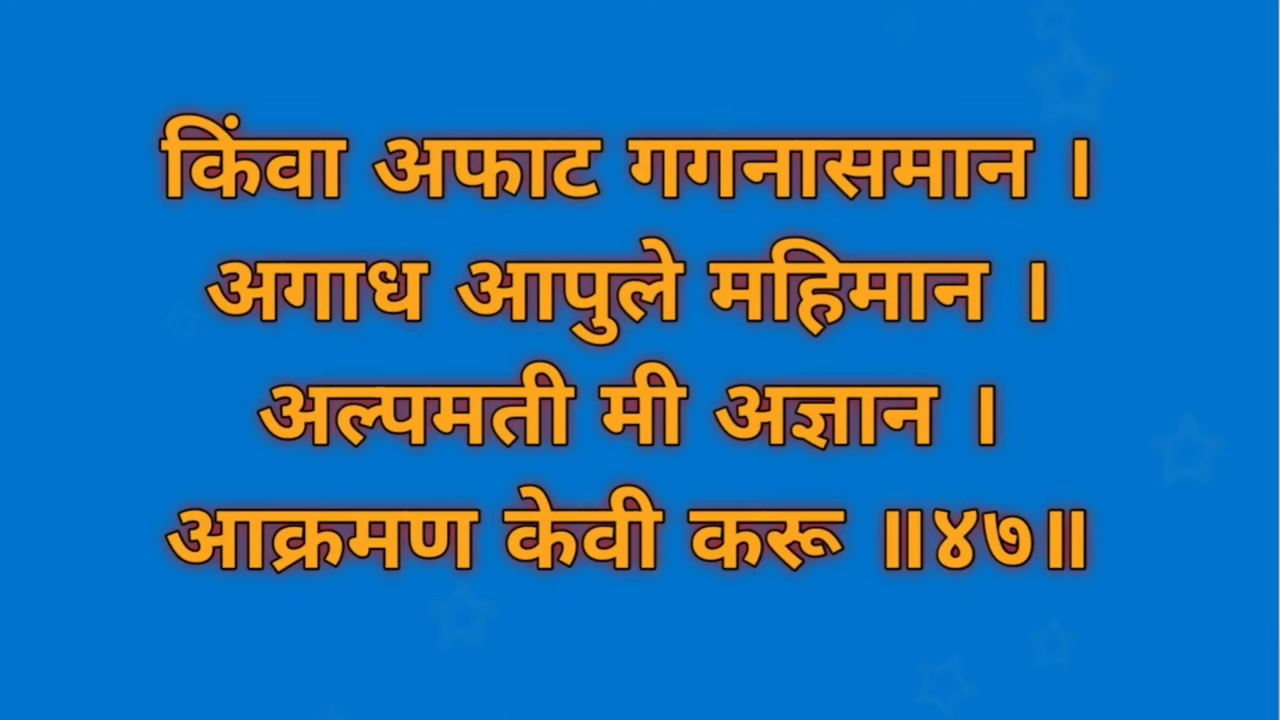 किंवा अफाट गगनासमान ।
अगाध आपुले महिमान ।
अल्पमती मी अज्ञान ।
आक्रमण केवी करू ॥४७॥